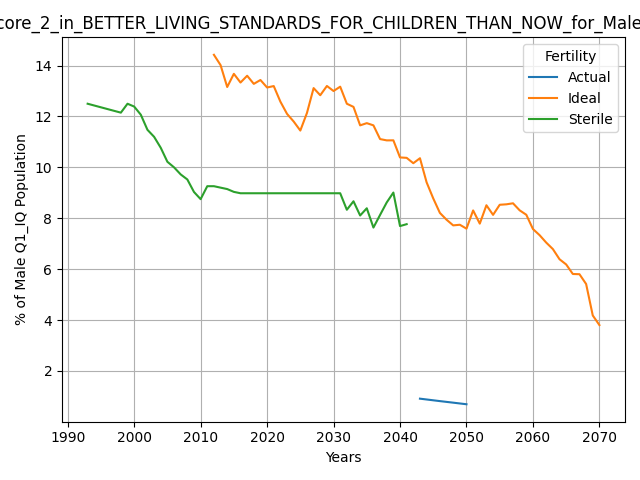 core_2_in_BETTER_LIVING_STANDARDS_FOR_CHILDREN_THAN_NOW_for_Male
Fertility
Actual
Ideal
Sterile
14
12
10
8
6
4
2
% of Male Q1_IQ Population
1990 2000 2010 2020 2030 2040 2050 2060 2070
Years